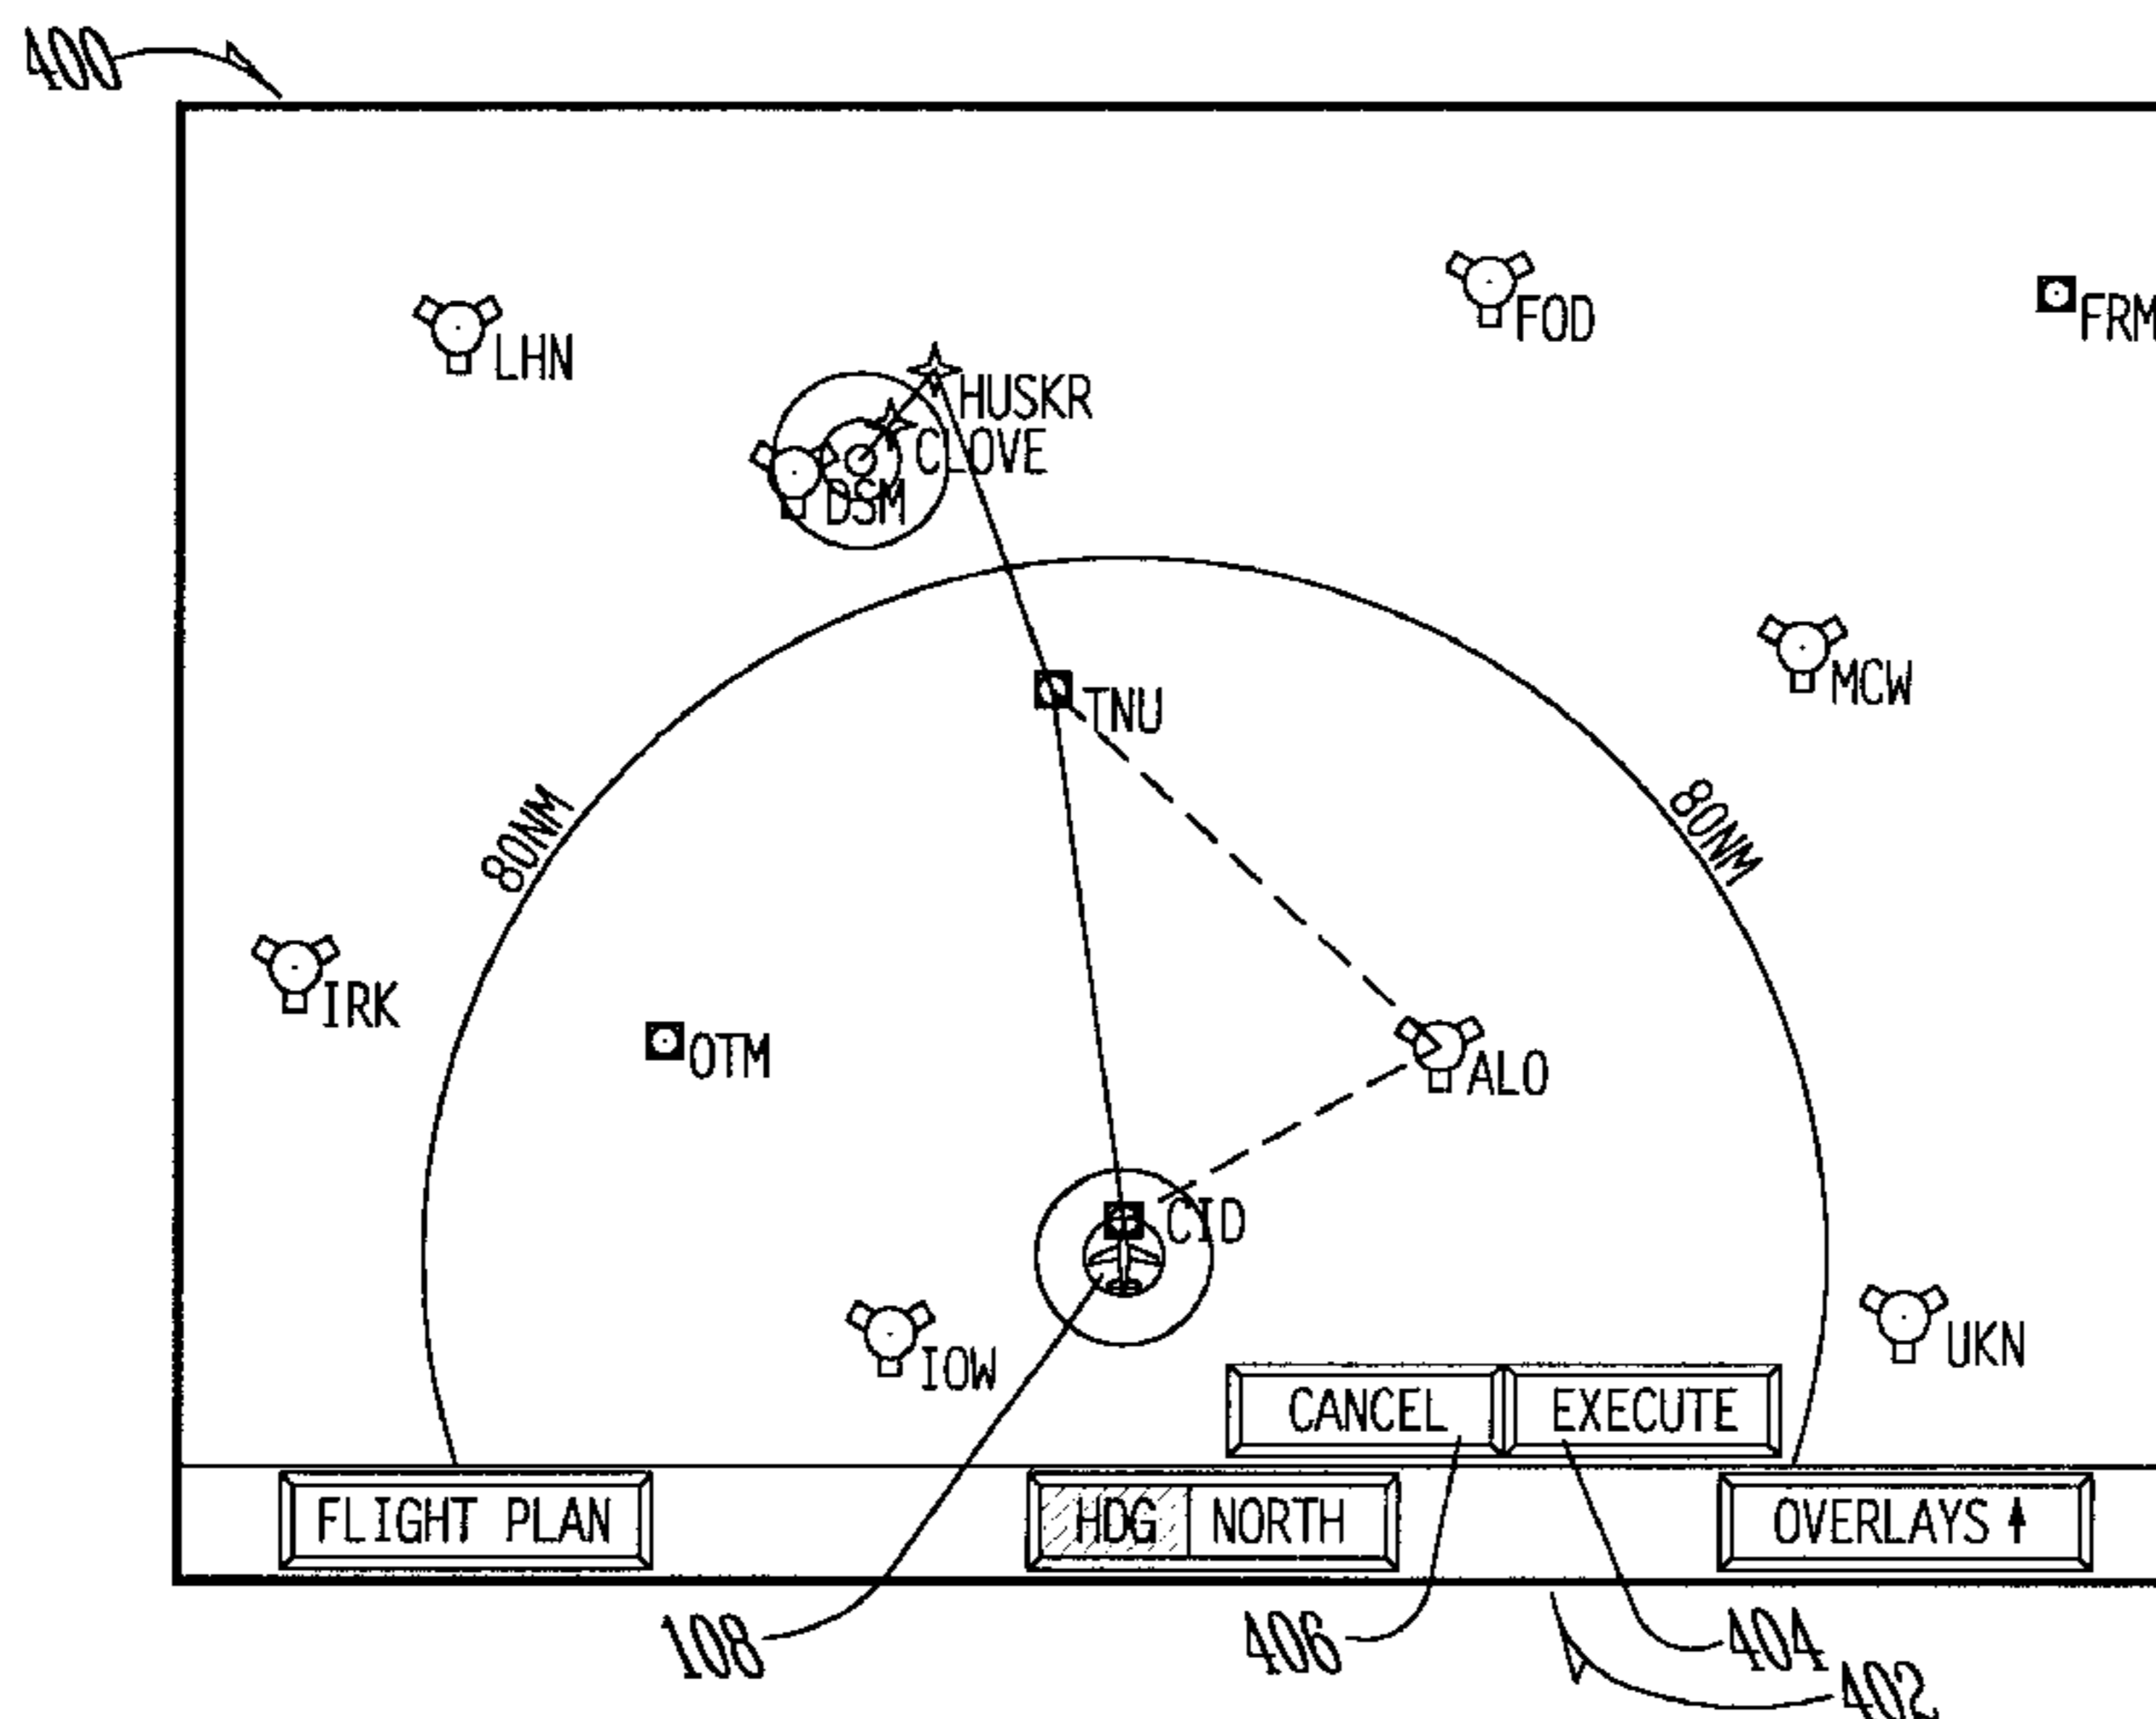 400
FOD
FRM
LHN
HUSKR
CLOVE
DSM
MCW
TNU
80NM
80NM
IRK
OTM
ALO
CID
UKN
IOW
CANCEL EXECUTE
FLIGHT PLAN HDG NORTH OVERLAYS
108 406 404
402